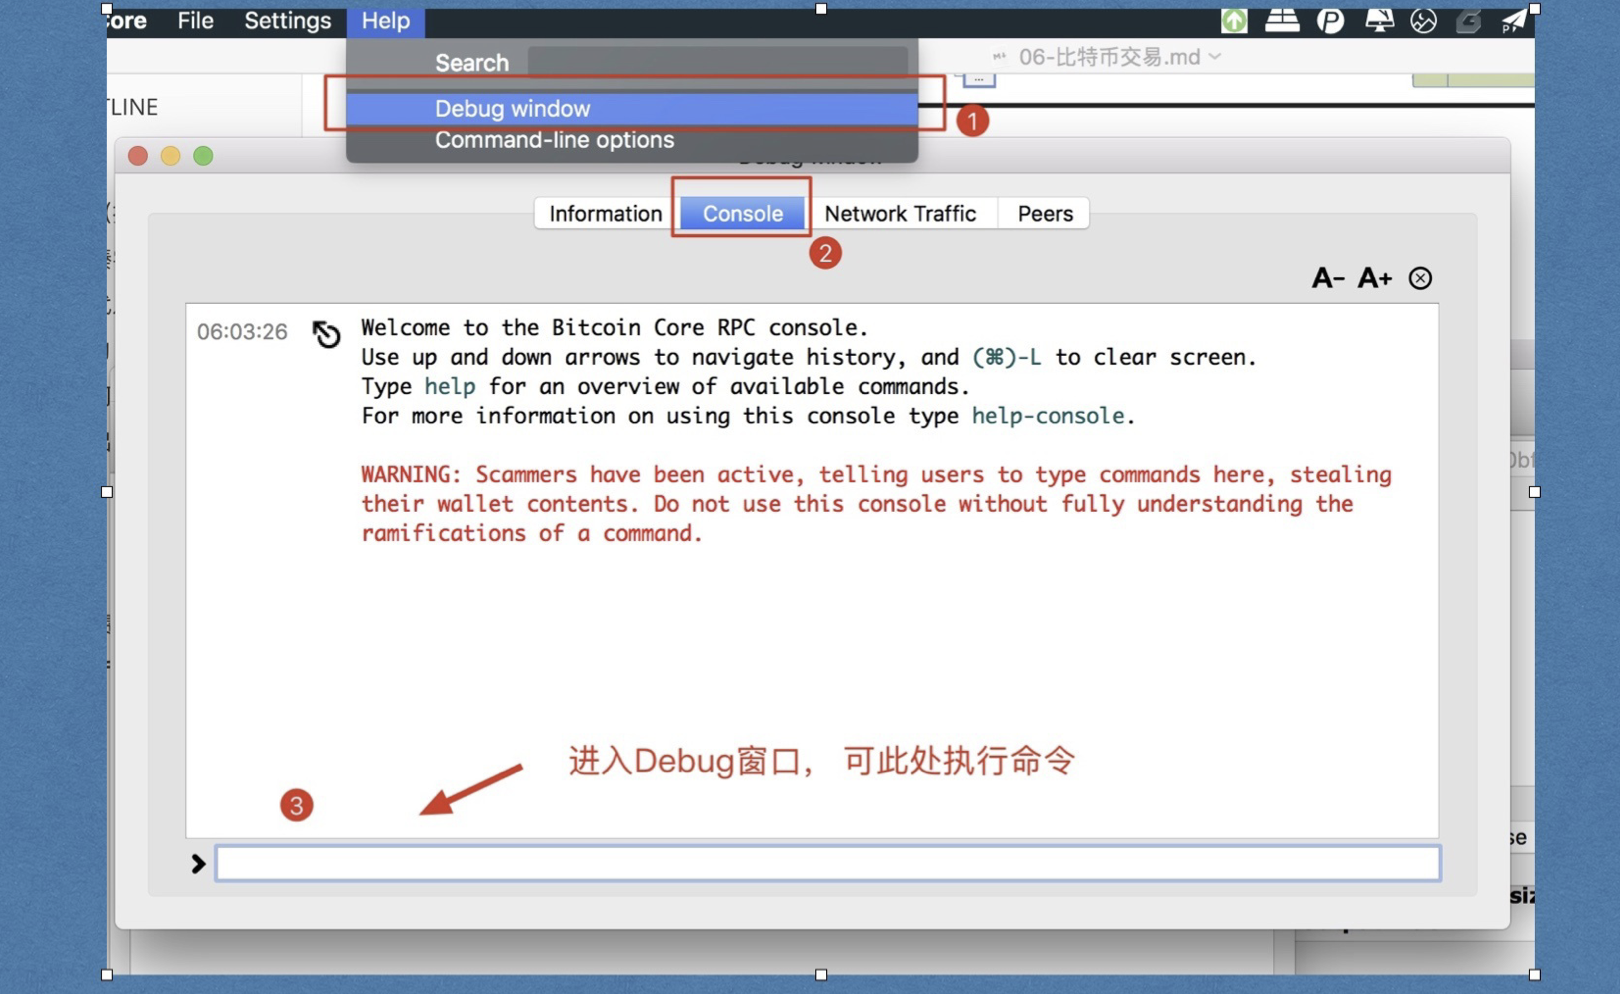 ore File Settings Help
Search
06-比特币交易.md
Debug window
1
TLINE
Command-line options
Information Console Network Traffic Peers
2
A- A+
06:03:26
Welcome to the Bitcoin Core RPC console.
Use up and down arrows to navigate history, and (⌘)-L to clear screen.
Type help for an overview of available commands.
For more information on using this console type help-console.
WARNING: Scammers have been active, telling users to type commands here, stealing
their wallet contents. Do not use this console without fully understanding the
ramifications of a command.
进入Debug窗口， 可此处执行命令
3